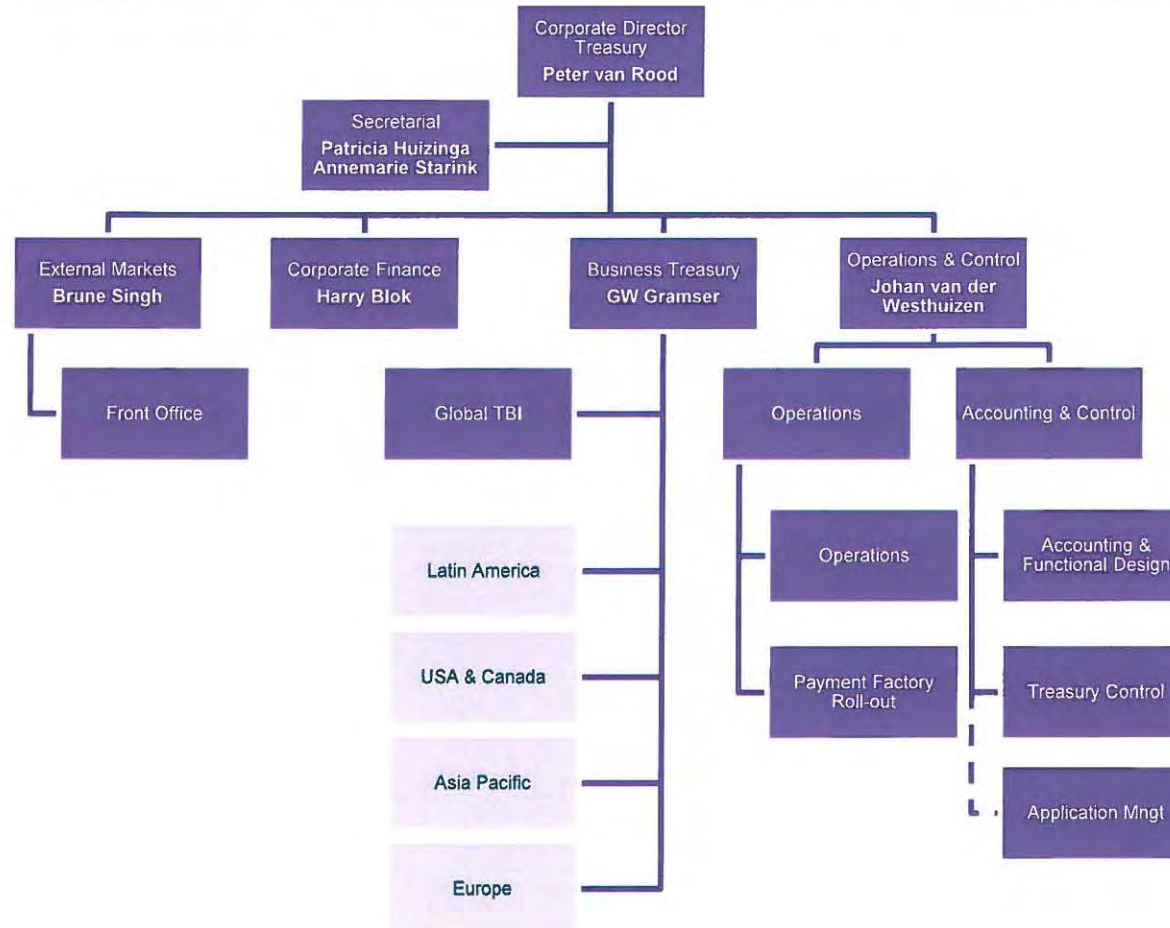 Corporate Director
Treasury
Peter van Rood
Secretarial
Patricia Huizinga
Annemarie Starink
External Markets
Brune Singh
Corporate Finance
Harry Blok
Business Treasury
GW Gramser
Operations & Control
Johan van der
Westhuizen
Front Office
Global TBI
Operations
Accounting & Control
Latin America
USA & Canada
Asia Pacific
Europe
Operations
Payment Factory
Roll-out
Accounting &
Functional Design
Treasury Control
Application Mngt